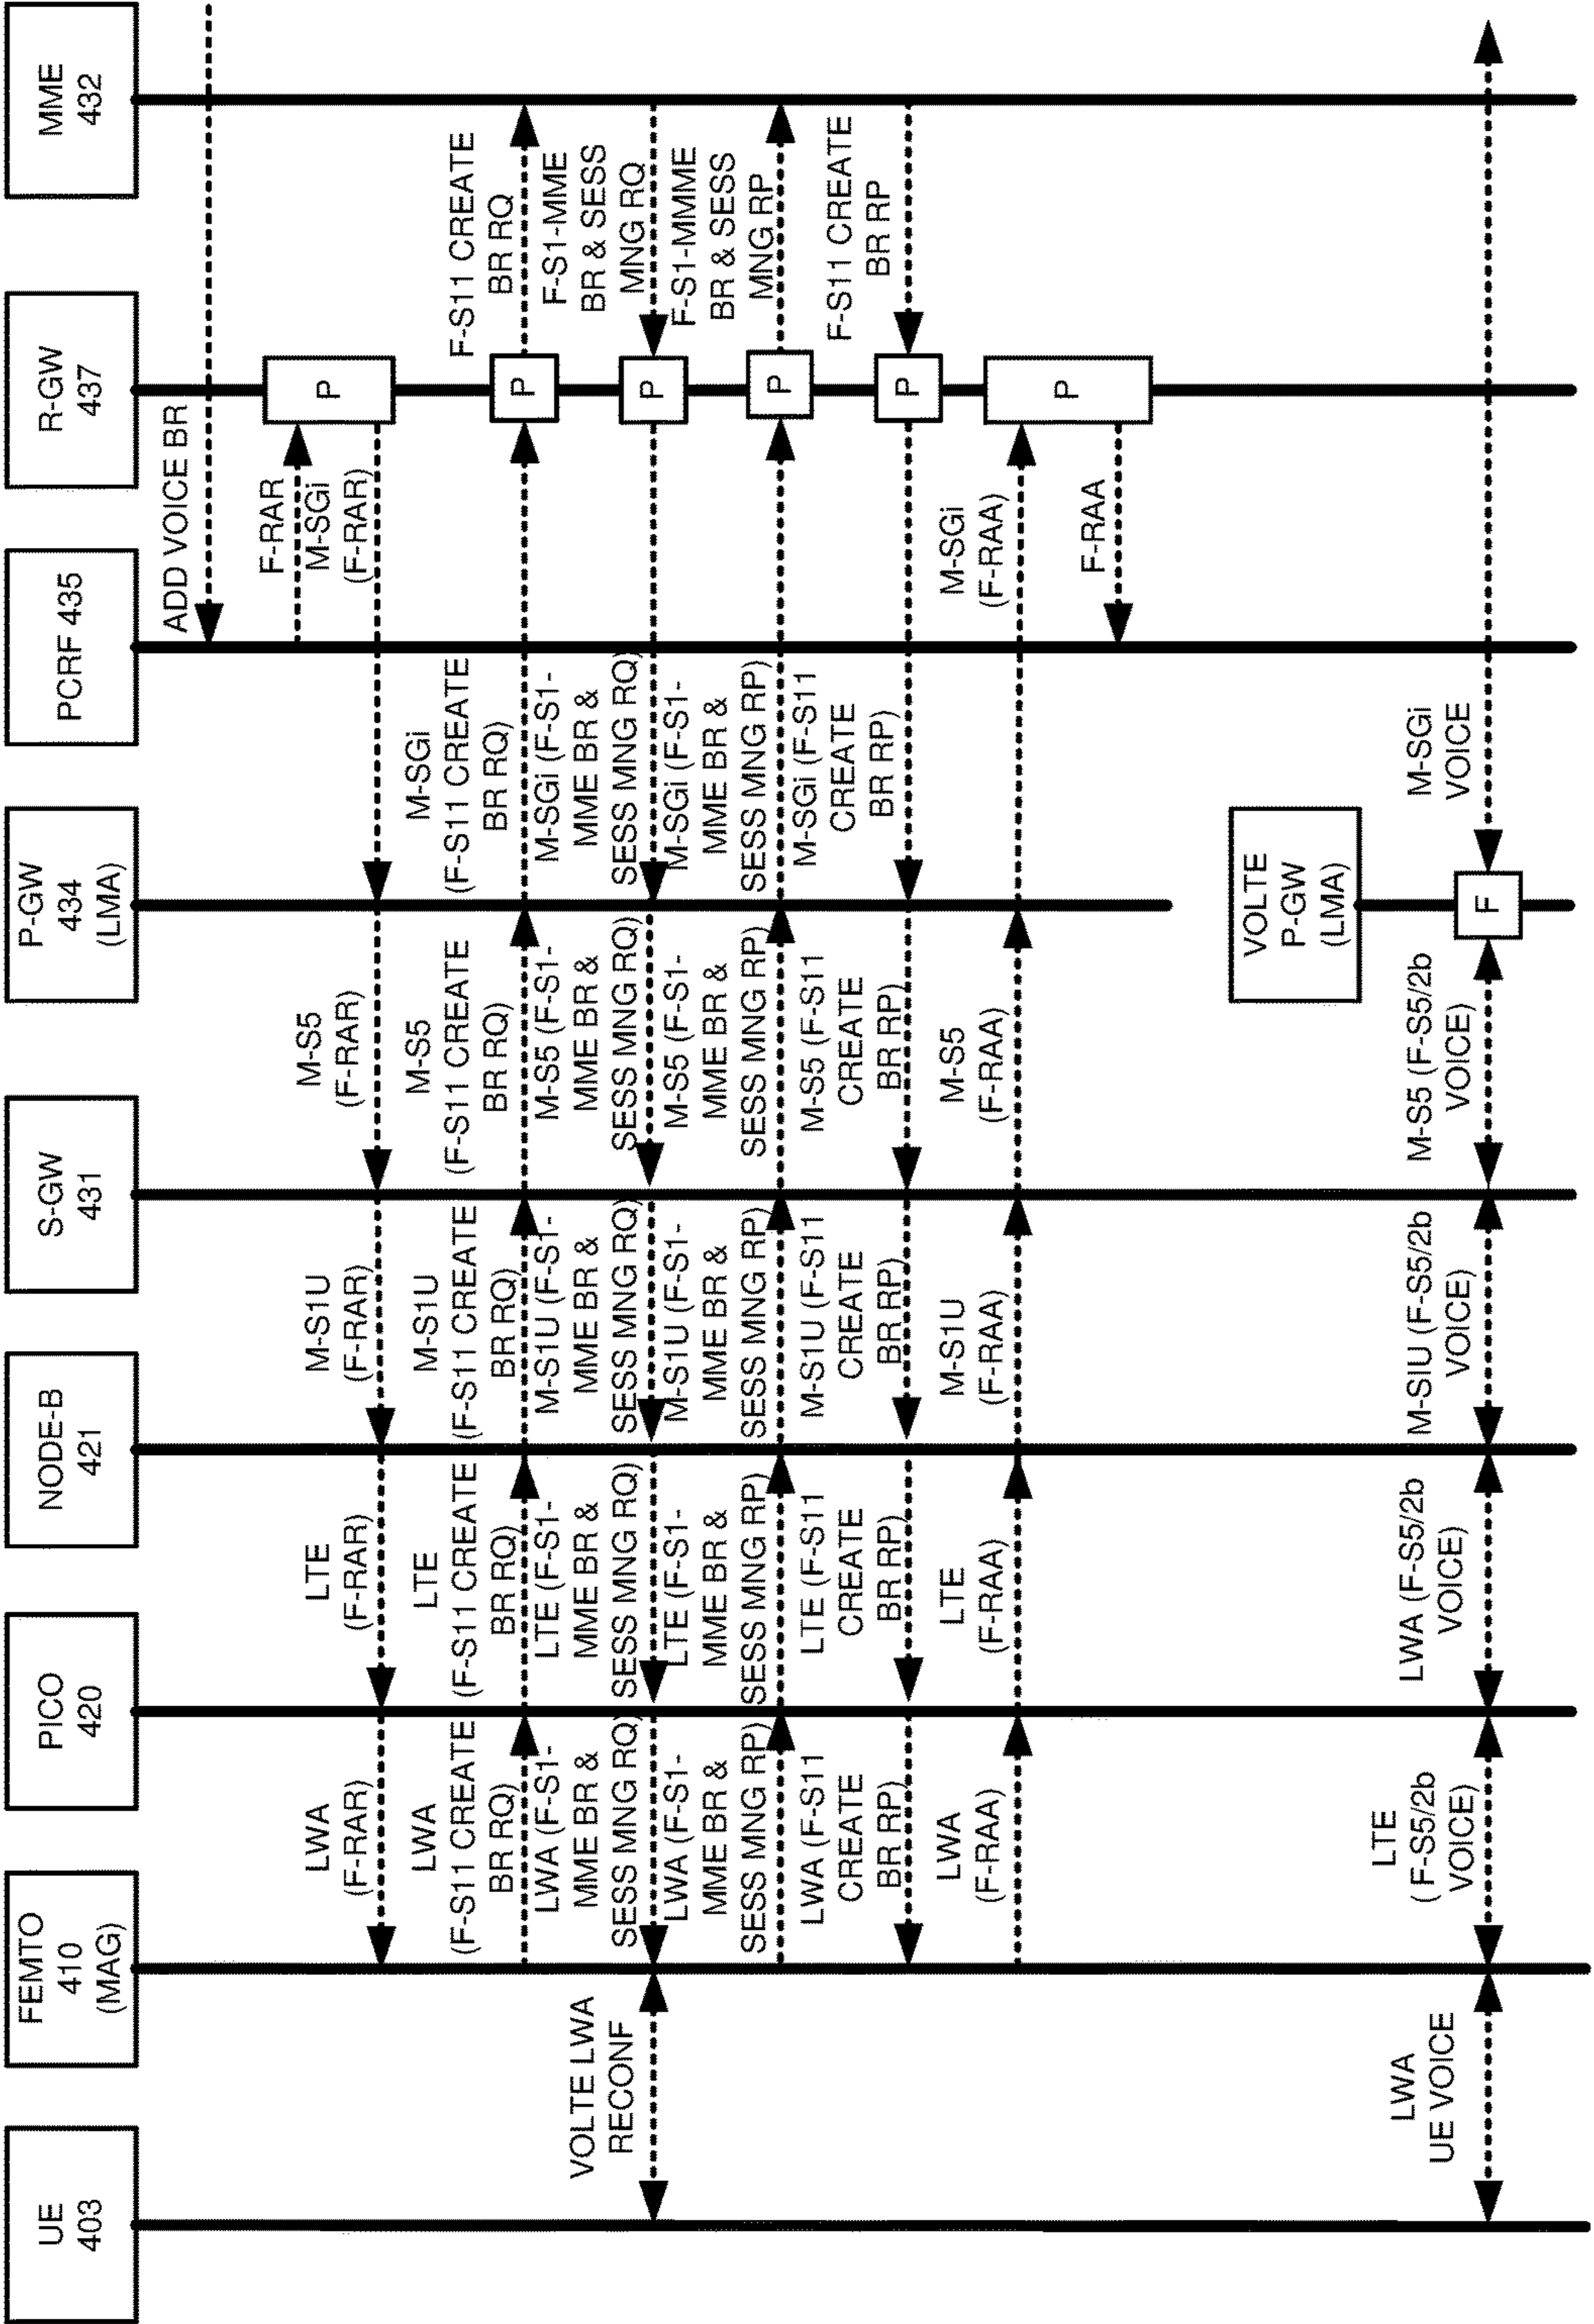 UE
403
FEMTO
410
(MAG)
PICO
420
NODE-B
421
S-GW
431
P-GW
434
(LMA)
PCRF 435
R-GW
437
MME
432
ADD VOICE BR
F-RAR
LWA
(F-RAR)
LTE
(F-RAR)
M-S1U
(F-RAR)
M-S5
(F-RAR)
M-SGi
(F-RAR)
P
LWA
(F-S11 CREATE
BR RQ)
LTE
(F-S11 CREATE
BR RQ)
M-S1U
(F-S11 CREATE
BR RQ)
M-S5
(F-S11 CREATE
BR RQ)
M-SGi
(F-S11 CREATE
BR RQ)
P
F-S11 CREATE
BR RQ
VOLTE LWA
RECONF
LWA (F-S1-
MME BR &
SESS MNG RQ)
LTE (F-S1-
MME BR &
SESS MNG RQ)
M-S1U (F-S1-
MME BR &
SESS MNG RQ)
M-S5 (F-S1-
MME BR &
SESS MNG RQ)
M-SGi (F-S1-
MME BR &
SESS MNG RQ)
P
F-S1-MME
BR & SESS
MNG RQ
LWA (F-S1-
MME BR &
SESS MNG RP)
LTE (F-S1-
MME BR &
SESS MNG RP)
M-S1U (F-S1-
MME BR &
SESS MNG RP)
M-S5 (F-S1-
MME BR &
SESS MNG RP)
M-SGi (F-S1-
MME BR &
SESS MNG RP)
P
F-S1-MMME
BR & SESS
MNG RP
LWA (F-S11
CREATE
BR RP)
LTE (F-S11
CREATE
BR RP)
M-S1U (F-S11
CREATE
BR RP)
M-S5 (F-S11
CREATE
BR RP)
M-SGi (F-S11
CREATE
BR RP)
P
F-S11 CREATE
BR RP
LWA
(F-RAA)
LTE
(F-RAA)
M-S1U
(F-RAA)
M-S5
(F-RAA)
M-SGi
(F-RAA)
P
F-RAA
VOLTE
P-GW
(LMA)
LWA
UE VOICE
LTE
( F-S5/2b
VOICE)
LWA (F-S5/2b
VOICE)
M-SIU (F-S5/2b
VOICE)
M-S5 (F-S5/2b
VOICE)
F
M-SGi
VOICE